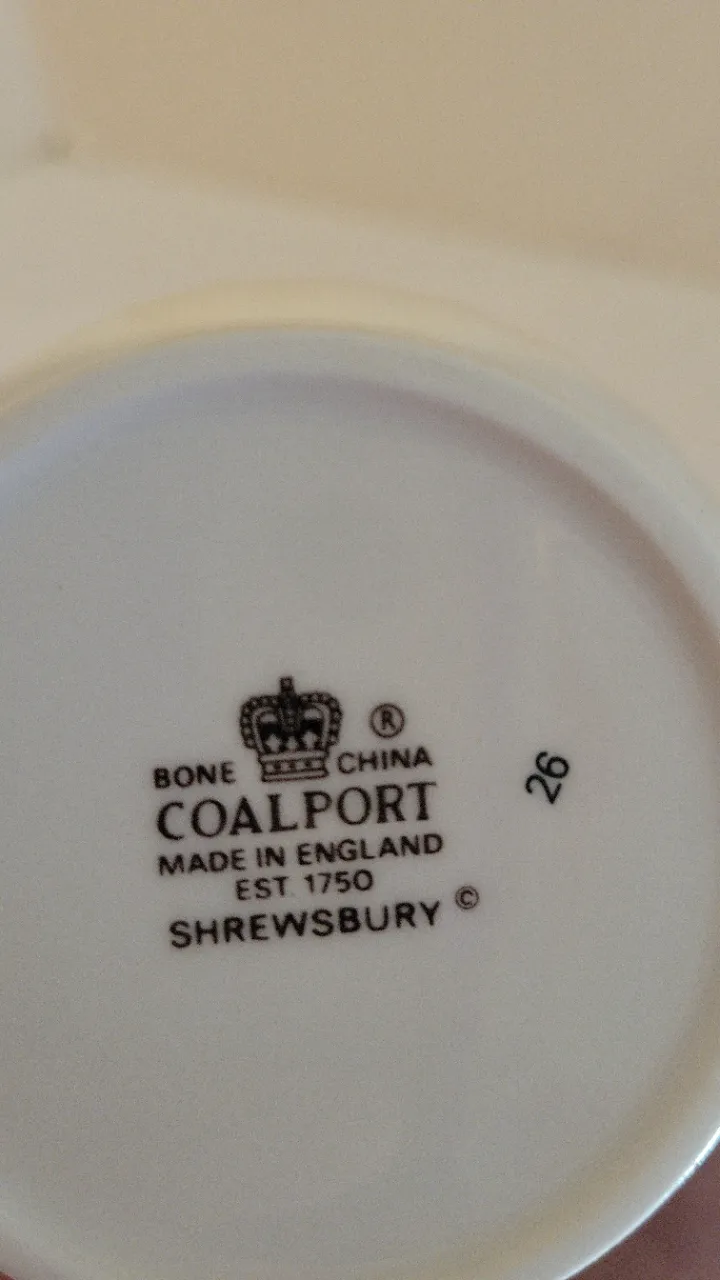 ®
BONE CHINA
COALPORT
MADE IN ENGLAND
EST. 1750
SHREWSBURY ©
26